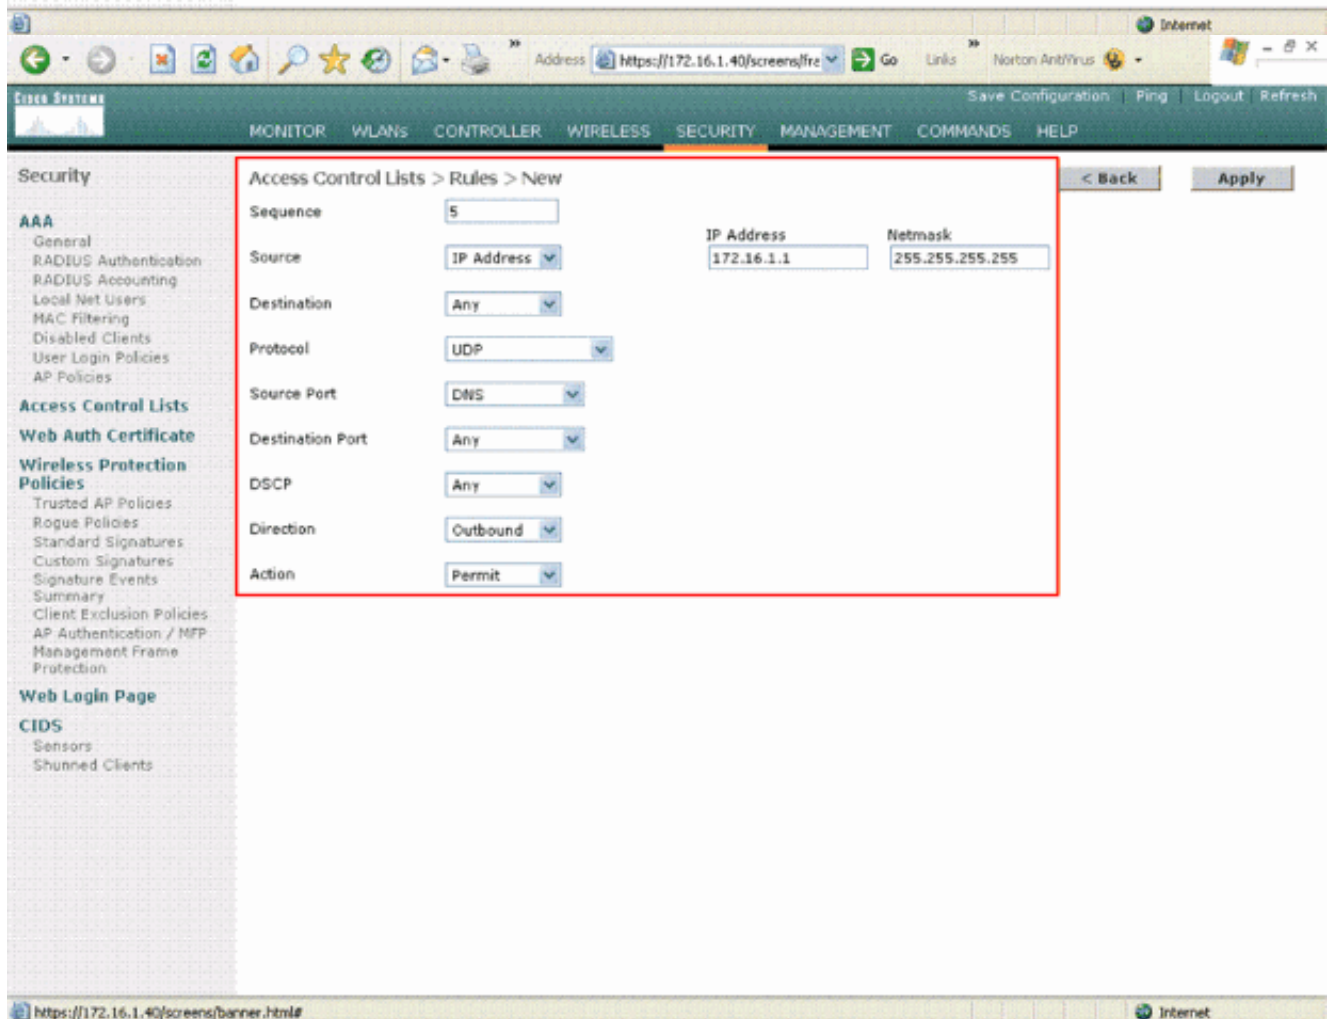 Internet
Address https://172.16.1.40/screens/fra Go Links Norton AntiVirus
CISCO SYSTEMS
Save Configuration | Ping | Logout | Refresh
MONITOR WLANs CONTROLLER WIRELESS SECURITY MANAGEMENT COMMANDS HELP
Security
AAA
General
RADIUS Authentication
RADIUS Accounting
Local Net Users
MAC Filtering
Disabled Clients
User Login Policies
AP Policies
Access Control Lists
Web Auth Certificate
Wireless Protection
Policies
Trusted AP Policies
Rogue Policies
Standard Signatures
Custom Signatures
Signature Events
Summary
Client Exclusion Policies
AP Authentication / MFP
Management Frame
Protection
Web Login Page
CIDS
Sensors
Shunned Clients
Access Control Lists > Rules > New
< Back Apply
Sequence 5
IP Address Netmask
Source IP Address 172.16.1.1 255.255.255.255
Destination Any
Protocol UDP
Source Port DNS
Destination Port Any
DSCP Any
Direction Outbound
Action Permit
https://172.16.1.40/screens/banner.html# Internet